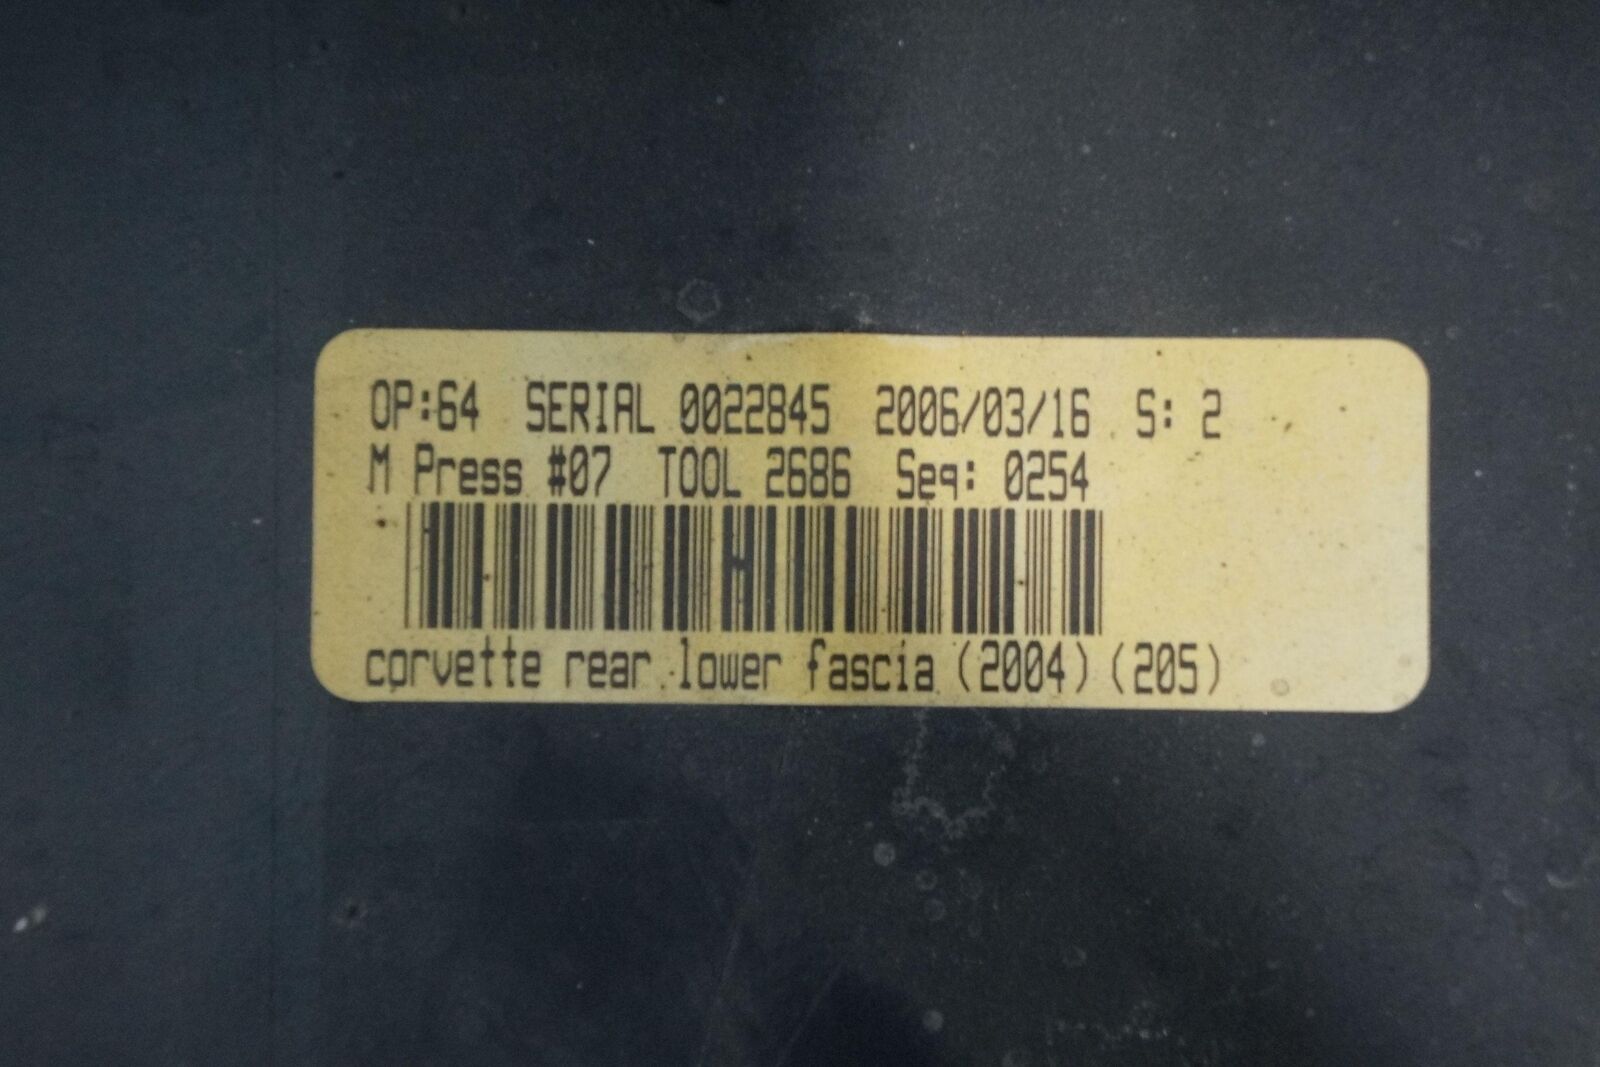 OP:64 SERIAL 0022845 2006/03/16 S: 2
M Press #07 TOOL 2686 Seq: 0254
corvette rear lower fascia (2004) (205)